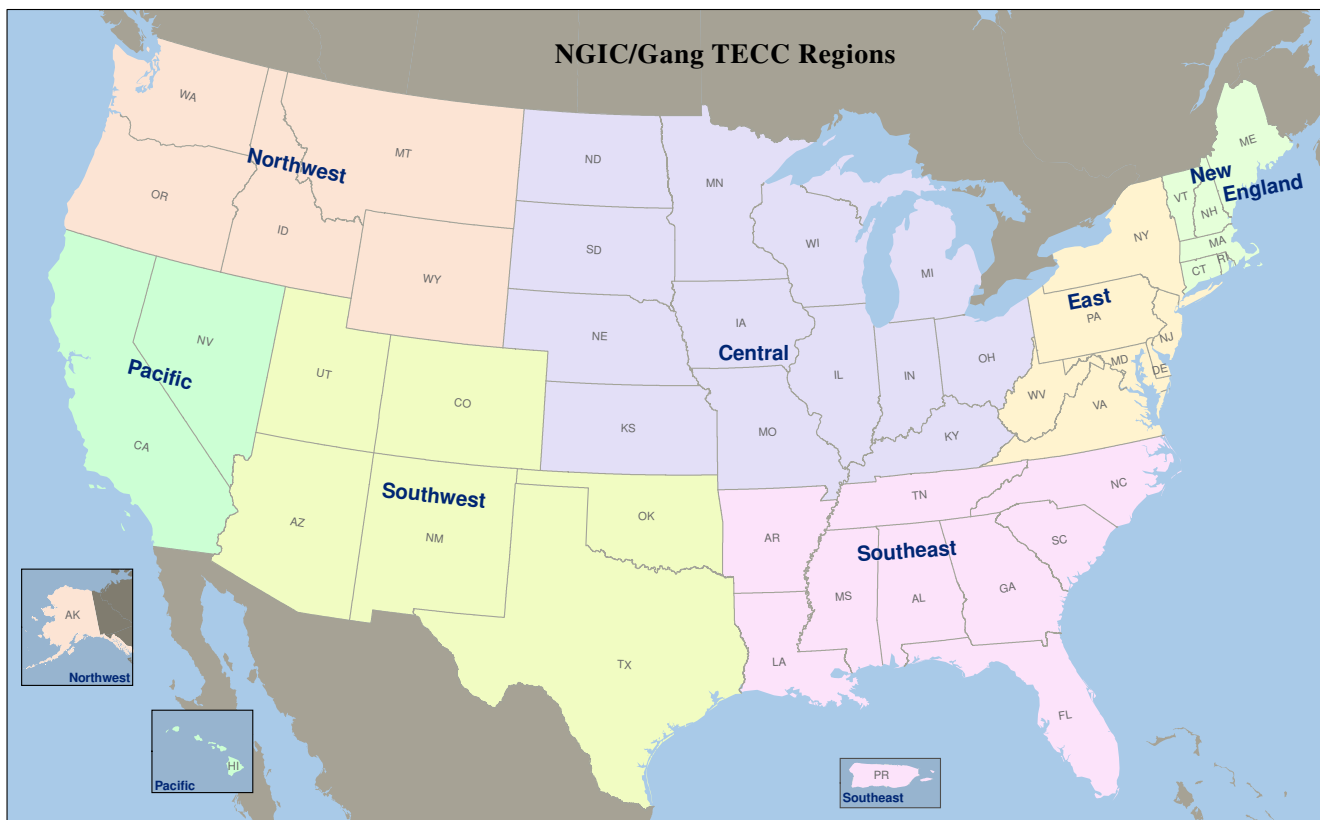 NGIC/Gang TECC Regions
WA
MT
ND
MN
ME
Northwest
New
England
OR
ID
VT
NH
SD
WI
NY
MA
MI
CT
RI
WY
East
PA
NE
IA
NJ
NV
Central
OH
MD
Pacific
UT
IL
IN
DE
CO
WV
VA
KS
MO
KY
CA
Southwest
TN
NC
AZ
NM
OK
AR
SC
Southeast
GA
MS
AL
AK
TX
LA
Northwest
FL
HI
Pacific
PR
Southeast